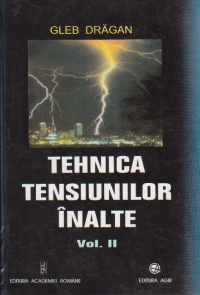 GLEB DRĂGAN
TEHNICA
TENSIUNILOR
ÎNALTE
Vol. II
EDITURA ACADEMIEI ROMÂNE
EDITURA AGIR